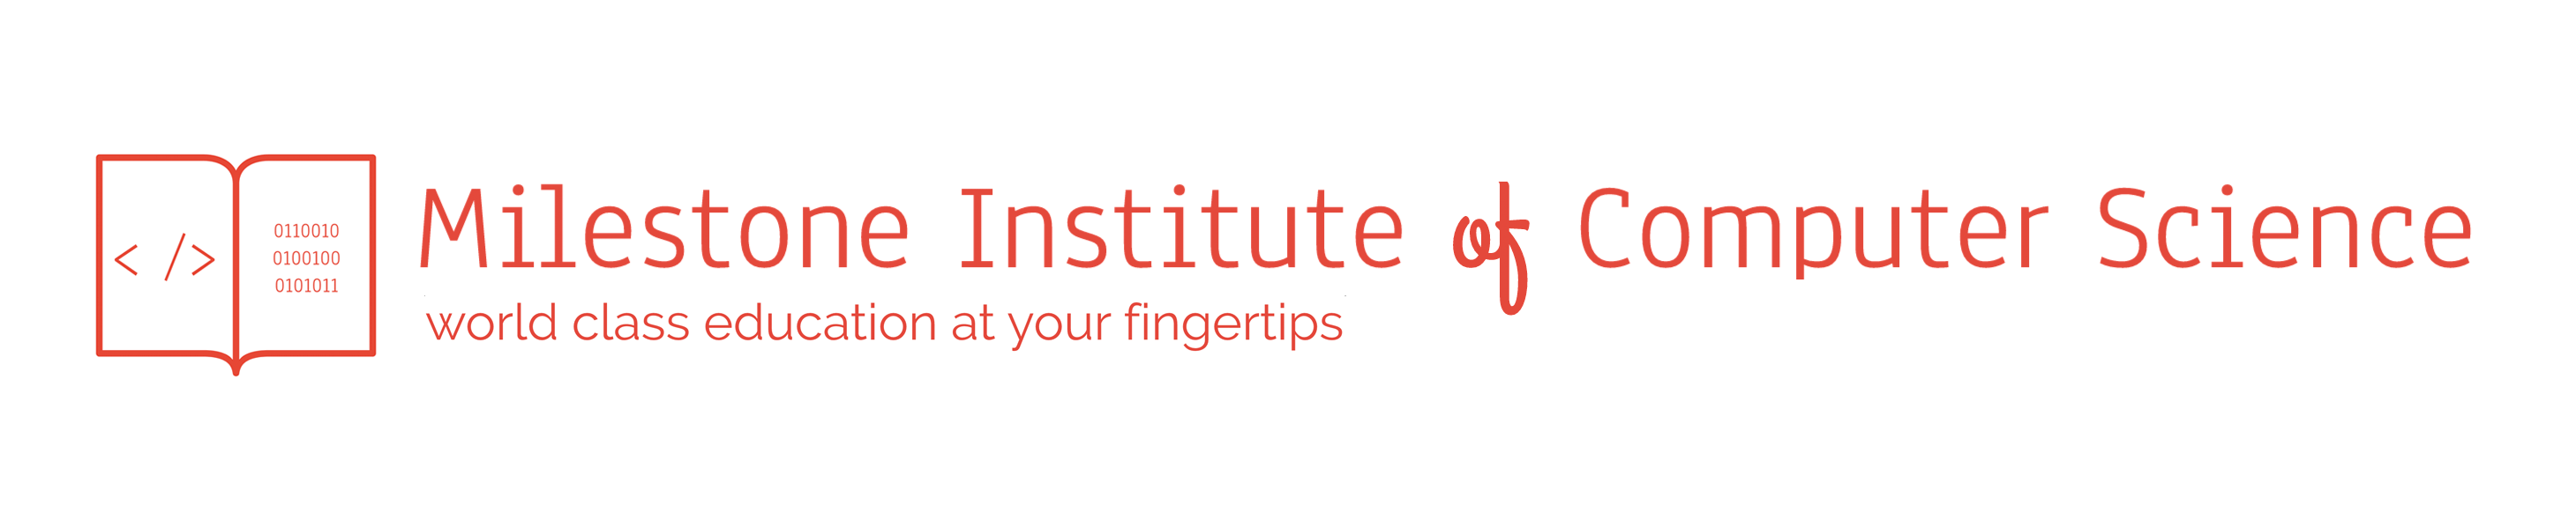 </>
0110010
0100100
0101011
Milestone Institute of Computer Science
world class education at your fingertips